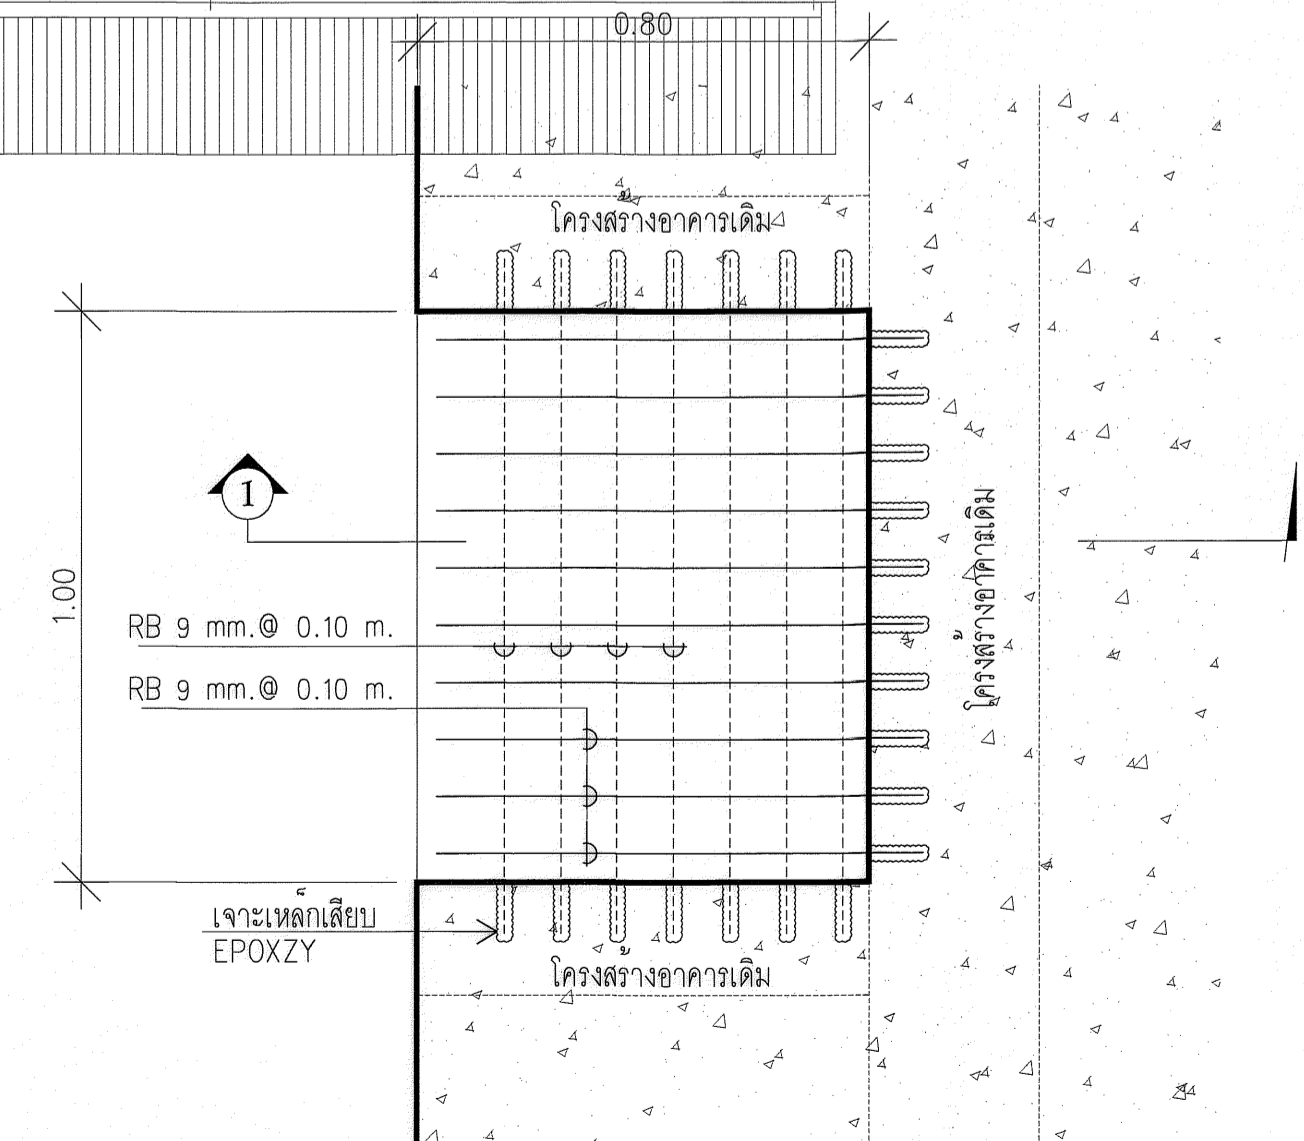 0.80
โครงสร้างอาคารเดิม
1
1.00
โครงสร้างอาคารเดิม
RB 9 mm.@ 0.10 m.
RB 9 mm.@ 0.10 m.
เจาะเหล็กเสียบ
EPOXZY
โครงสร้างอาคารเดิม